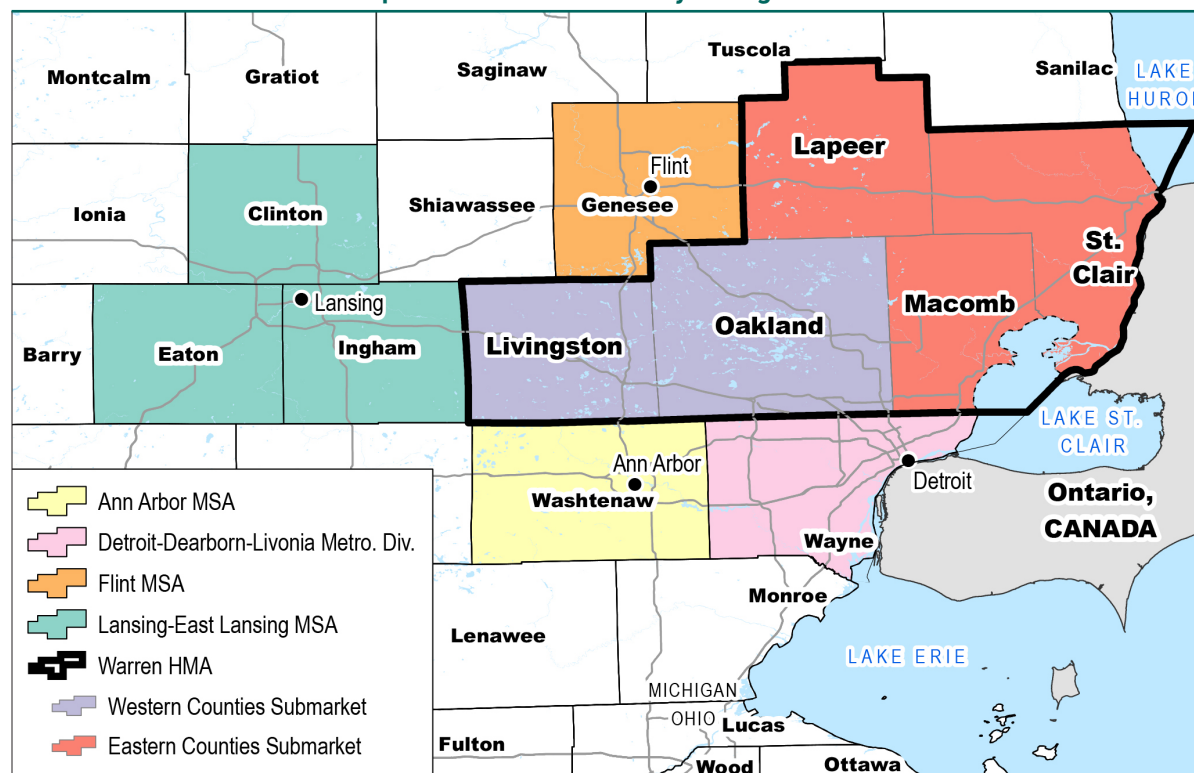 Tuscola
Montcalm
Gratiot
Saginaw
Sanilac
LAKE
HURON
Lapeer
Flint
Genesee
Ionia
Clinton
Shiawassee
St.
Clair
Lansing
Macomb
Oakland
Barry
Eaton
Ingham
Livingston
LAKE ST.
CLAIR
Ann Arbor
Washtenaw
Detroit
Ontario,
CANADA
Wayne
Monroe
Lenawee
LAKE ERIE
MICHIGAN
OHIO
Lucas
Fulton
Wood
Ottawa
Ann Arbor MSA
Detroit-Dearborn-Livonia Metro. Div.
Flint MSA
Lansing-East Lansing MSA
Warren HMA
Western Counties Submarket
Eastern Counties Submarket